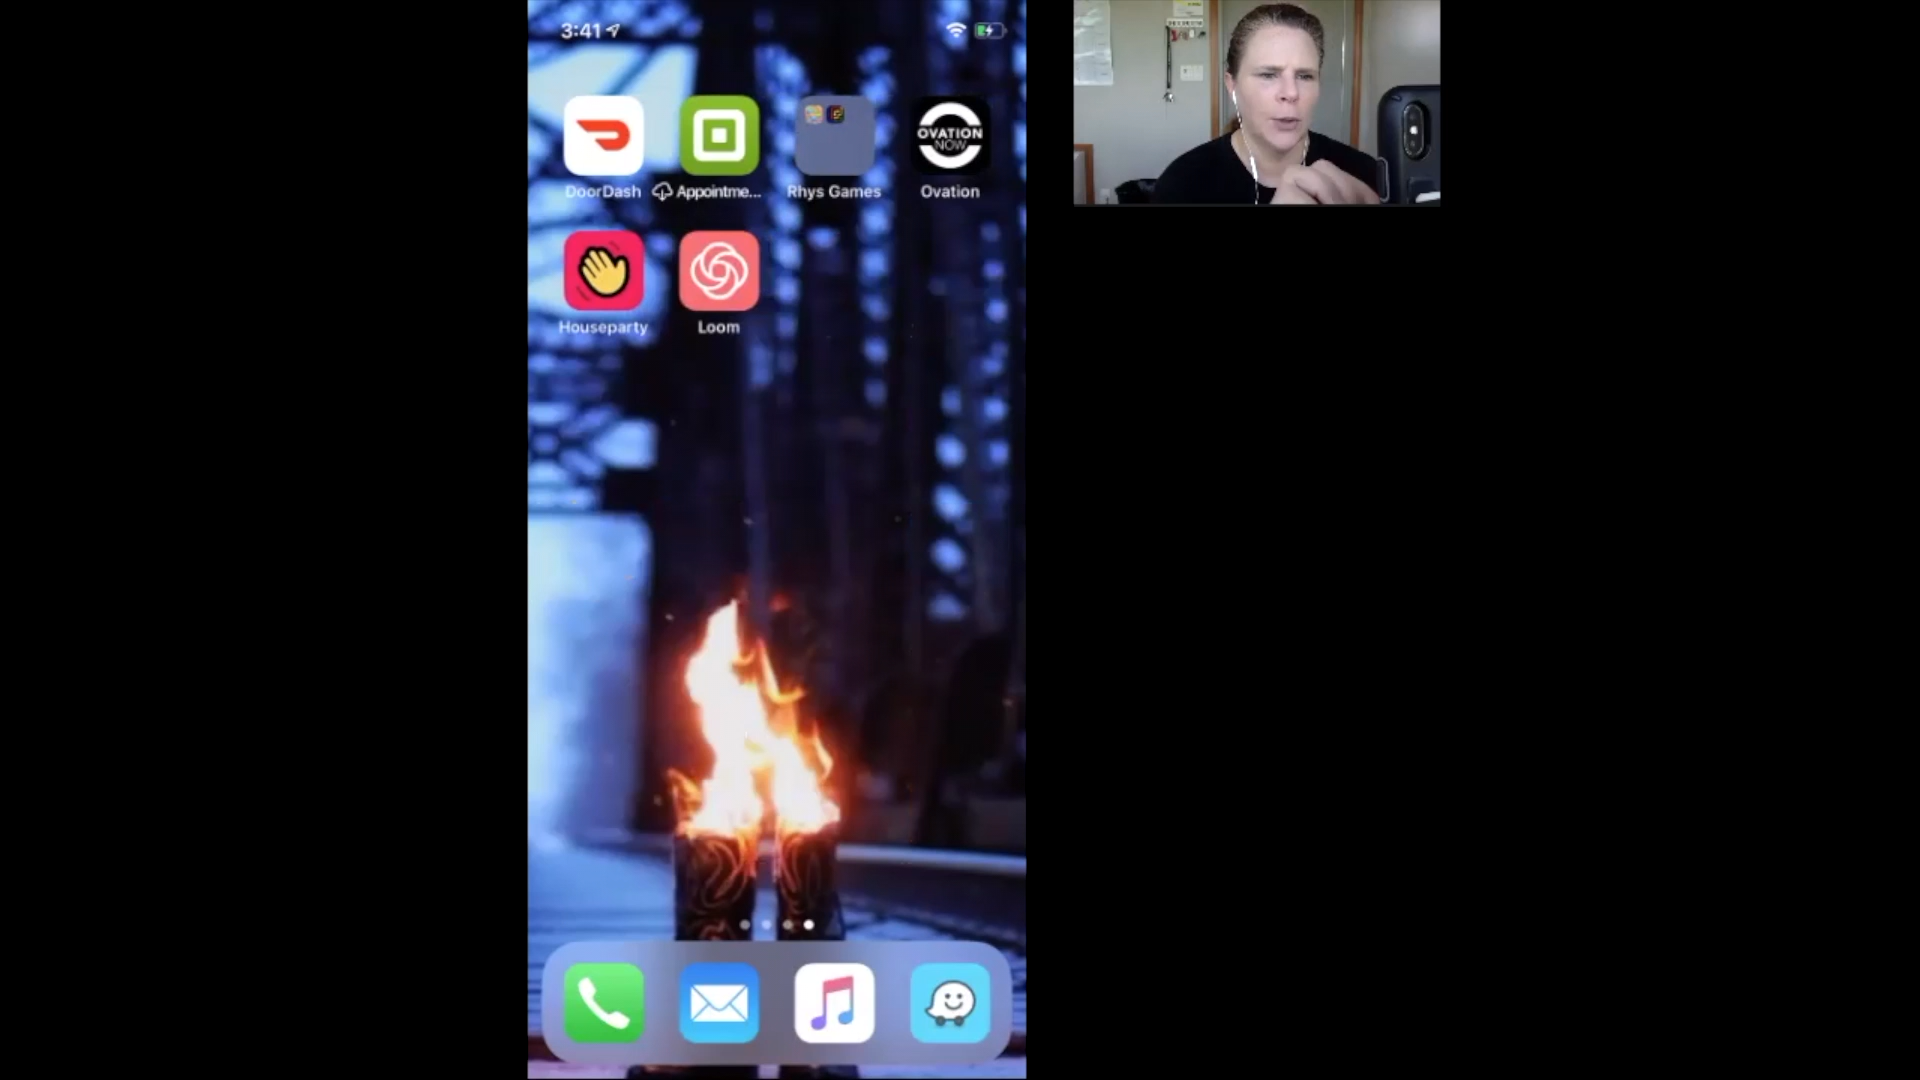 3:41
DoorDash
Appointme...
Rhys Games
OVATION
NOW
Ovation
Houseparty
Loom